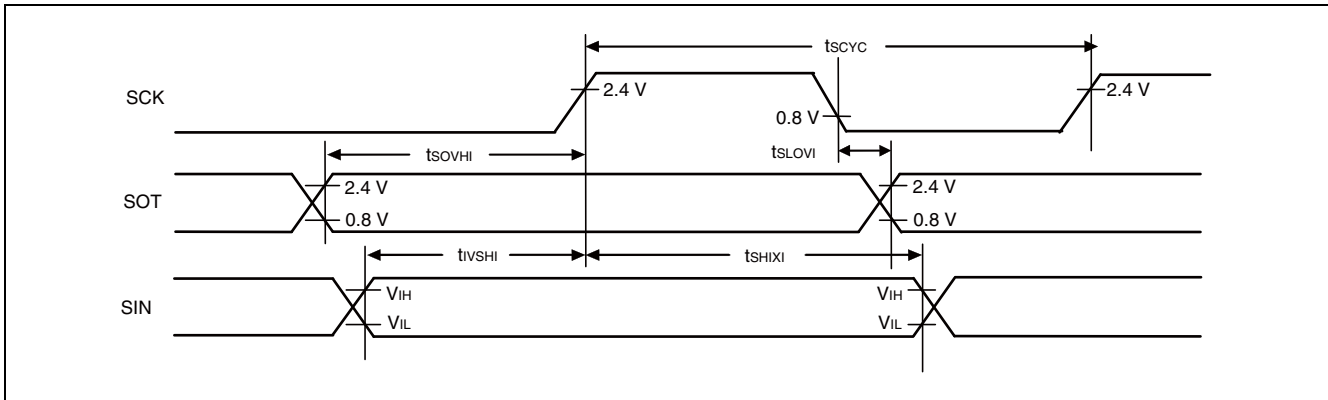 tSCYC
SCK
2.4 V
0.8 V
2.4 V
tSOVHI
tSLOVI
SOT
2.4 V
0.8 V
2.4 V
0.8 V
tIVSHI
tSHIXI
SIN
VIH
VIL
VIH
VIL